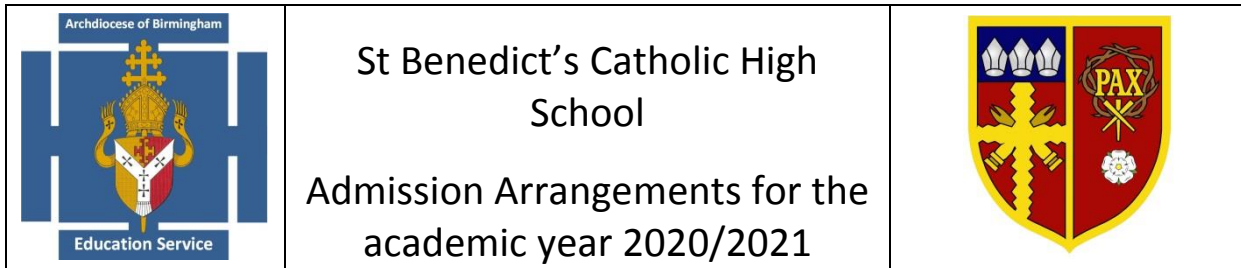 Archdiocese of Birmingham
Education Service
St Benedict’s Catholic High
School
Admission Arrangements for the
academic year 2020/2021
PAX